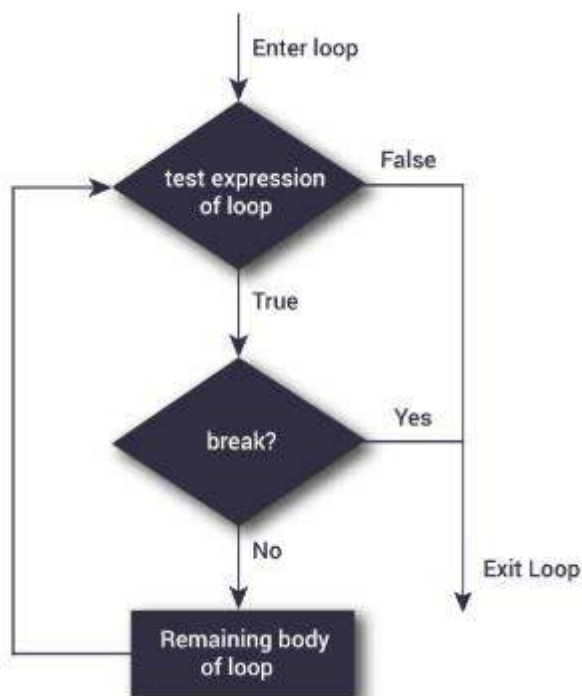 Enter loop
test expression
of loop
False
True
break?
Yes
No
Exit Loop
Remaining body
of loop